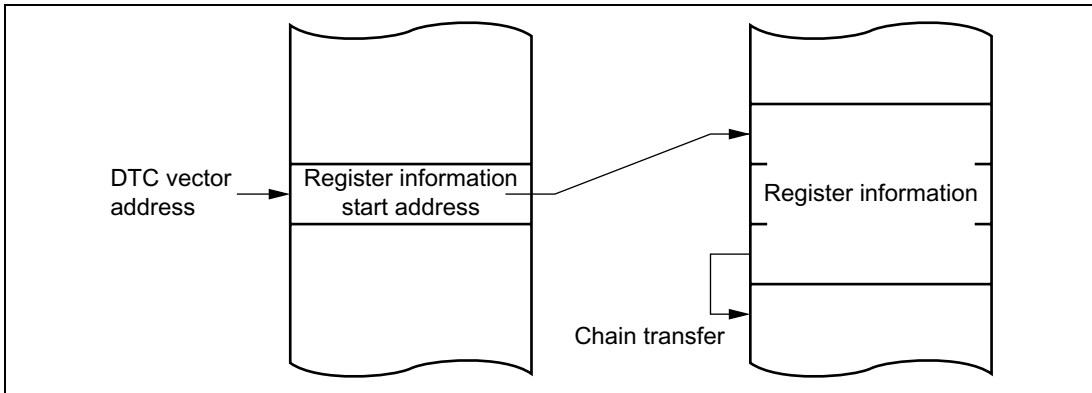 DTC vector
address
Register information
start address
Register information
Chain transfer